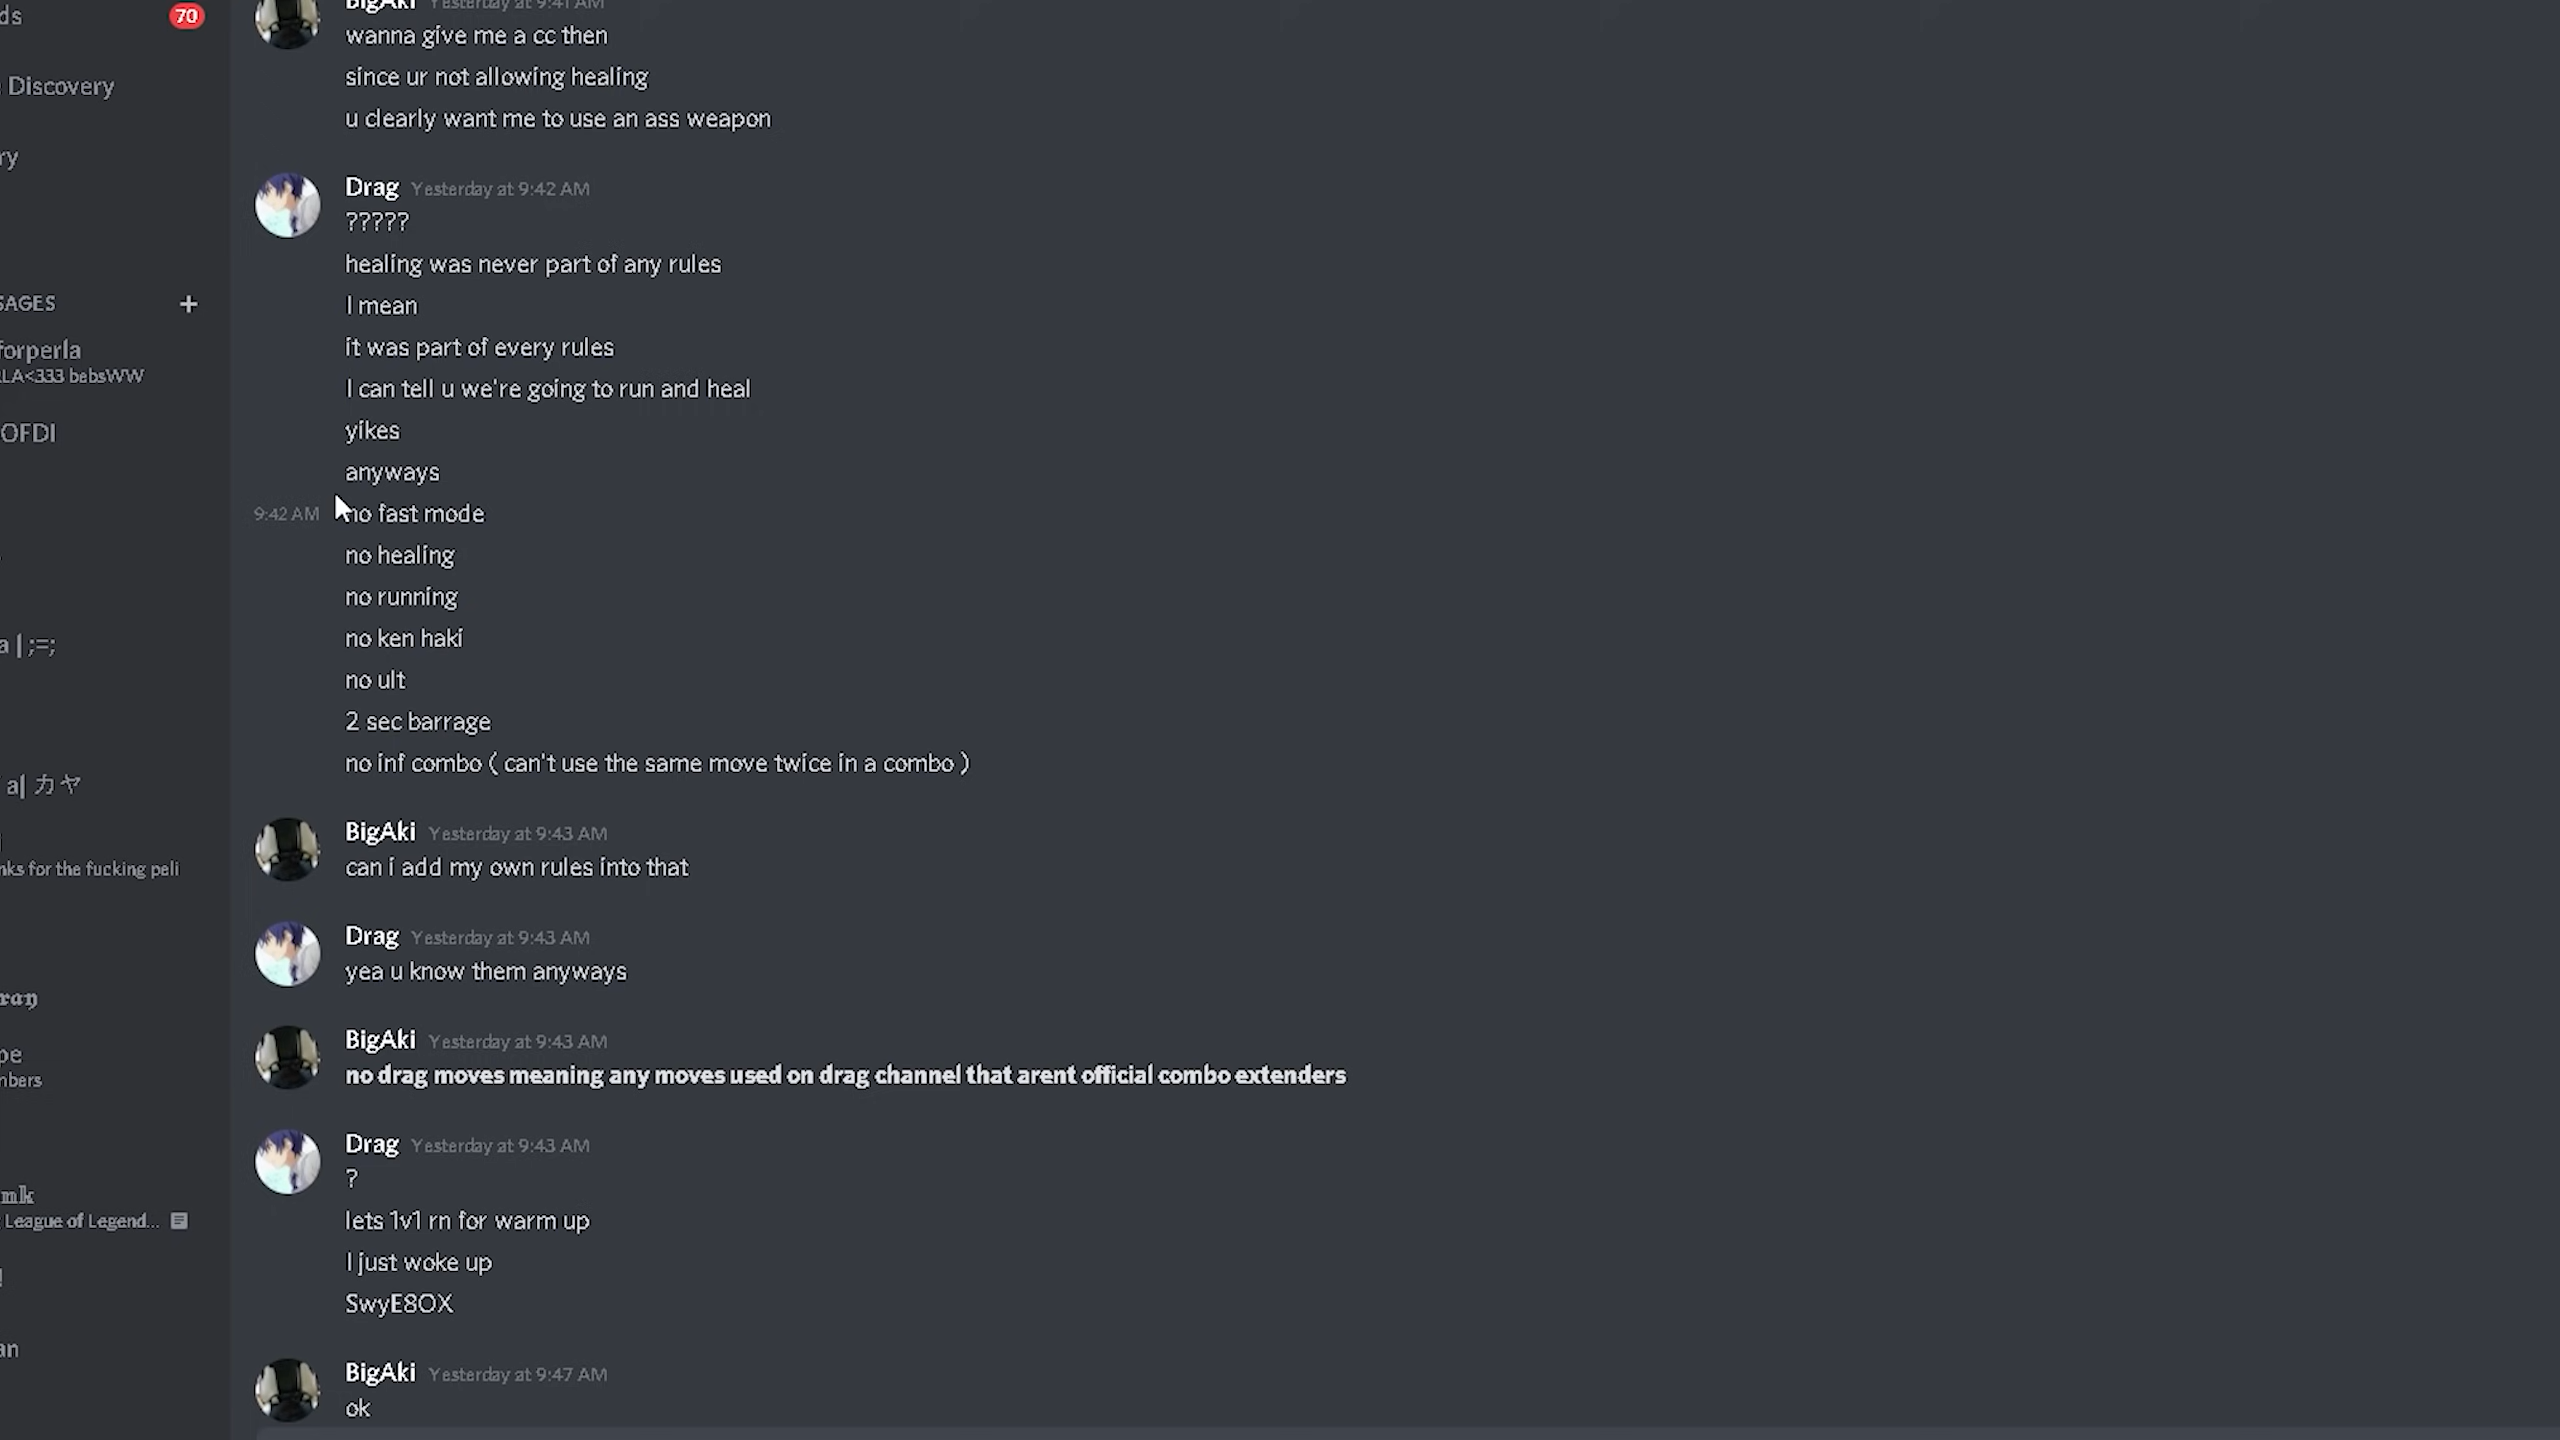 ds
70
Discovery
ry
SAGES +
forperla
LA<333 bebsWW
OFDI
a | ;=;
a| カヤ
nks for the fucking peli
ray
pe
mbers
mk
League of Legend...
!
an
BigAki Yesterday at 9:41 AM
wanna give me a cc then
since ur not allowing healing
u clearly want me to use an ass weapon
Drag Yesterday at 9:42 AM
?????
healing was never part of any rules
I mean
it was part of every rules
I can tell u we're going to run and heal
yikes
anyways
9:42 AM no fast mode
no healing
no running
no ken haki
no ult
2 sec barrage
no inf combo ( can't use the same move twice in a combo )
BigAki Yesterday at 9:43 AM
can i add my own rules into that
Drag Yesterday at 9:43 AM
yea u know them anyways
BigAki Yesterday at 9:43 AM
no drag moves meaning any moves used on drag channel that arent official combo extenders
Drag Yesterday at 9:43 AM
?
lets 1v1 rn for warm up
I just woke up
SwyE8OX
BigAki Yesterday at 9:47 AM
ok